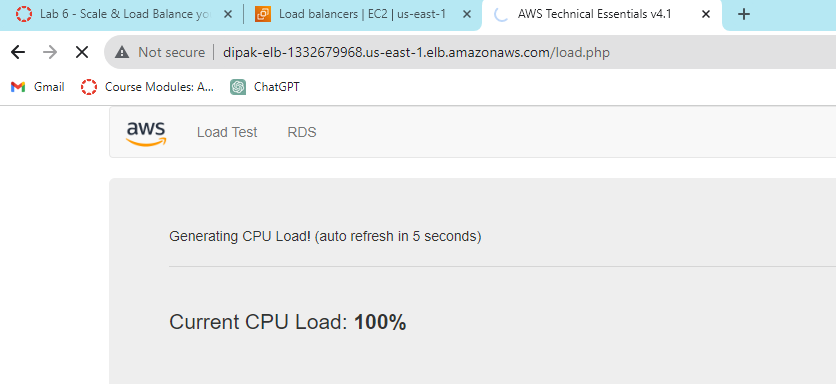 Lab 6 - Scale & Load Balance yo
Load balancers | EC2 | us-east-1
AWS Technical Essentials v4.1
Not secure
dipak-elb-1332679968.us-east-1.elb.amazonaws.com/load.php
Gmail
Course Modules: A...
ChatGPT
aws
Load Test
RDS
Generating CPU Load! (auto refresh in 5 seconds)
Current CPU Load: 100%